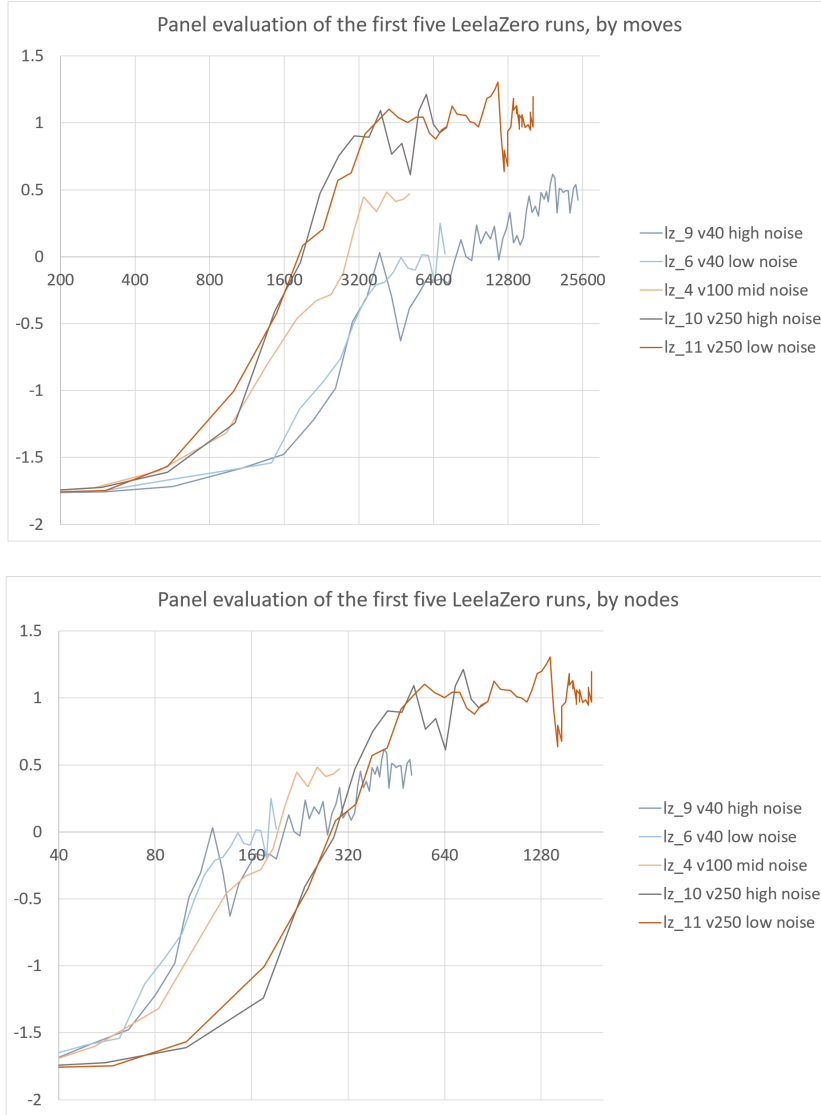 Panel evaluation of the first five LeelaZero runs, by moves
1.5
1
0.5
0
-0.5
-1
-1.5
-2
200 400 800 1600 3200 6400 12800 25600
lz_9 v40 high noise
lz_6 v40 low noise
lz_4 v100 mid noise
lz_10 v250 high noise
lz_11 v250 low noise
Panel evaluation of the first five LeelaZero runs, by nodes
1.5
1
0.5
0
-0.5
-1
-1.5
-2
40 80 160 320 640 1280
lz_9 v40 high noise
lz_6 v40 low noise
lz_4 v100 mid noise
lz_10 v250 high noise
lz_11 v250 low noise